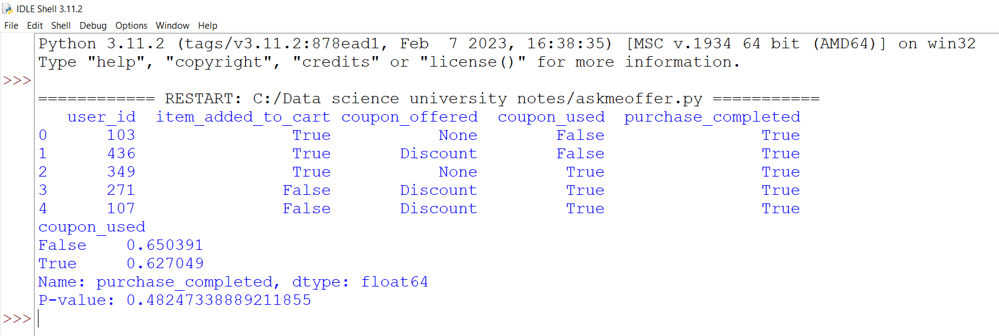 IDLE Shell 3.11.2
File Edit Shell Debug Options Window Help
Python 3.11.2 (tags/v3.11.2:878ead1, Feb  7 2023, 16:38:35) [MSC v.1934 64 bit (AMD64)] on win32
Type "help", "copyright", "credits" or "license()" for more information.
>>>
============ RESTART: C:/Data science university notes/askmeoffer.py ===========
   user_id  item_added_to_cart coupon_offered  coupon_used  purchase_completed
0      103                True           None        False                True
1      436                True       Discount        False                True
2      349                True           None         True                True
3      271               False       Discount         True                True
4      107               False       Discount         True                True
coupon_used
False    0.650391
True     0.627049
Name: purchase_completed, dtype: float64
P-value: 0.48247338889211855
>>>